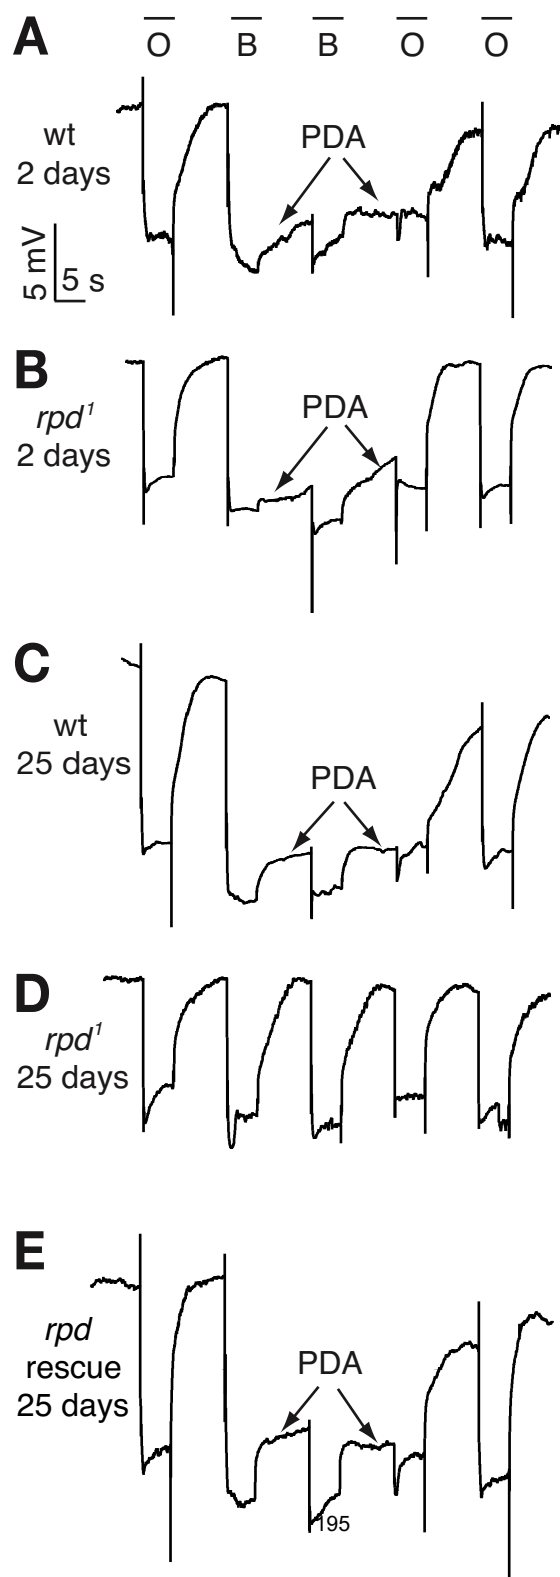 A
O B B O O
wt
2 days
PDA
5 mV
5 s
B
rpd¹
2 days
PDA
C
wt
25 days
PDA
D
rpd¹
25 days
E
rpd
rescue
25 days
PDA
195